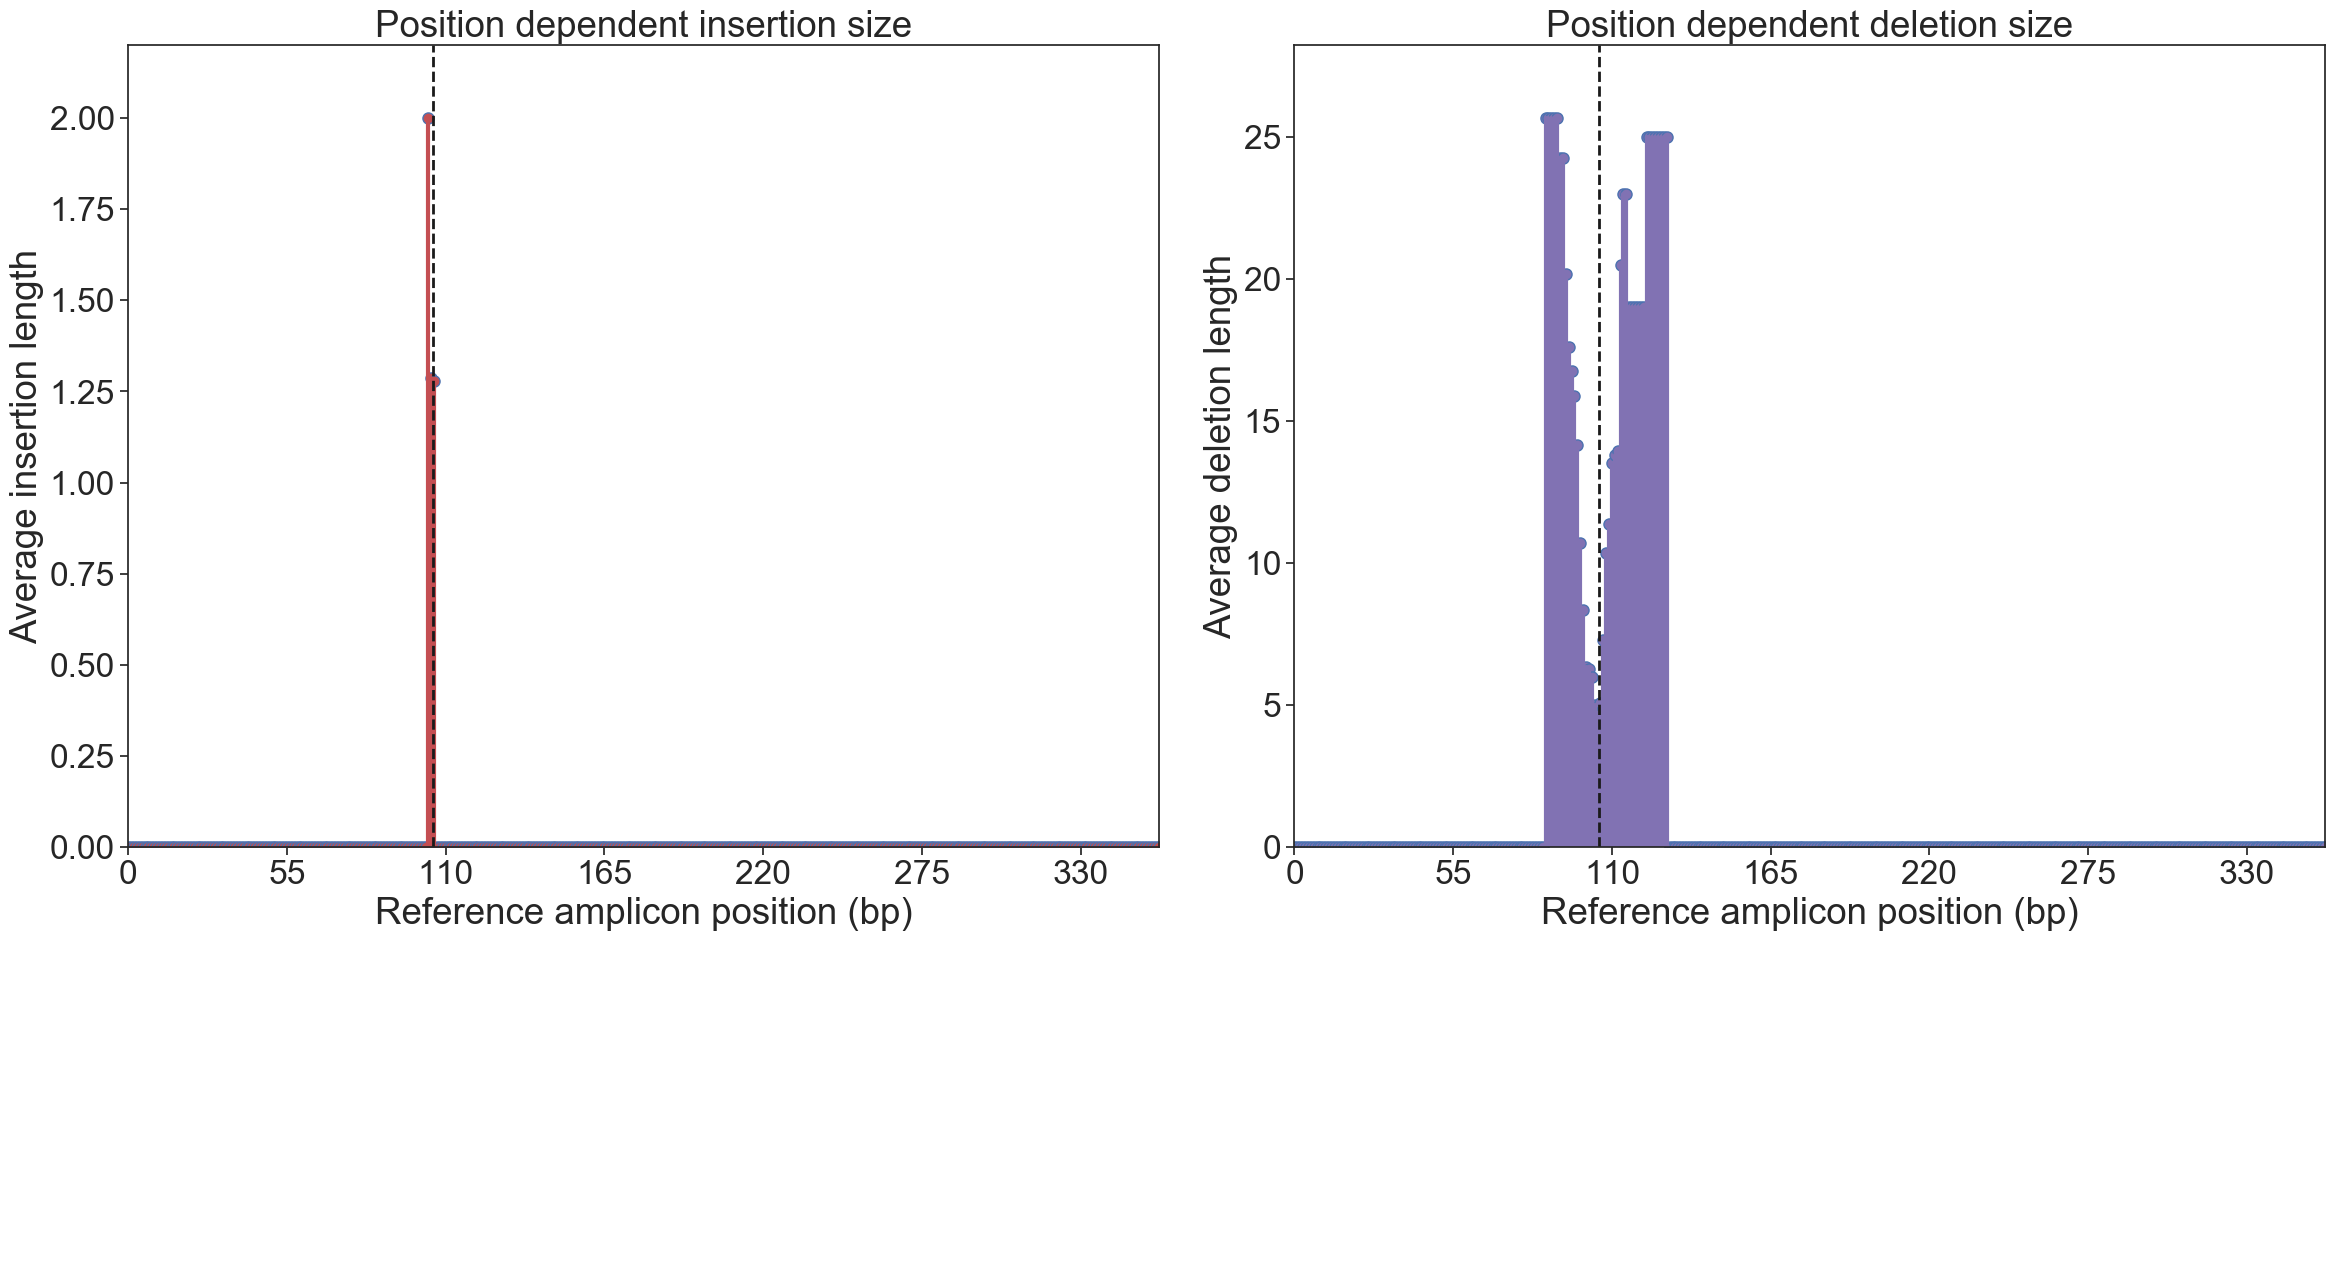 Position dependent insertion size
Average insertion length
2.00
1.75
1.50
1.25
1.00
0.75
0.50
0.25
0.00
0 55 110 165 220 275 330
Reference amplicon position (bp)
Position dependent deletion size
Average deletion length
25
20
15
10
5
0
0 55 110 165 220 275 330
Reference amplicon position (bp)